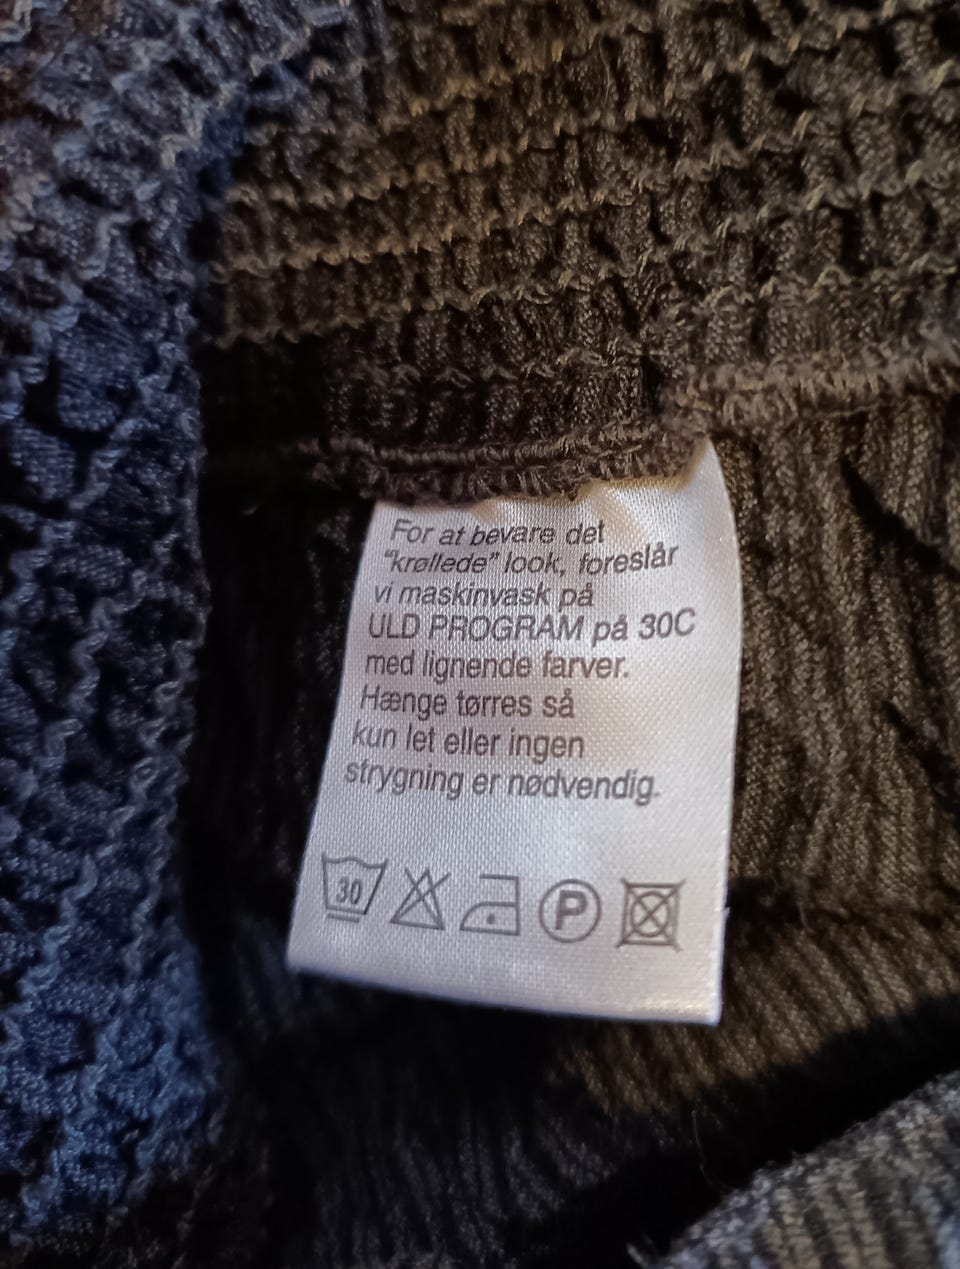 For at bevare det
"krøllede" look, foreslår
vi maskinvask på
ULD PROGRAM på 30C
med lignende farver.
Hænge tørres så
kun let eller ingen
strygning er nødvendig.
30 P